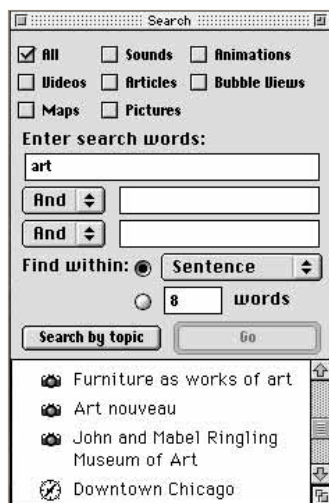 Search
All Sounds Animations
Videos Articles Bubble Views
Maps Pictures
Enter search words:
art
And
And
Find within: Sentence
8 words
Search by topic Go
Furniture as works of art
Art nouveau
John and Mabel Ringling
Museum of Art
Downtown Chicago